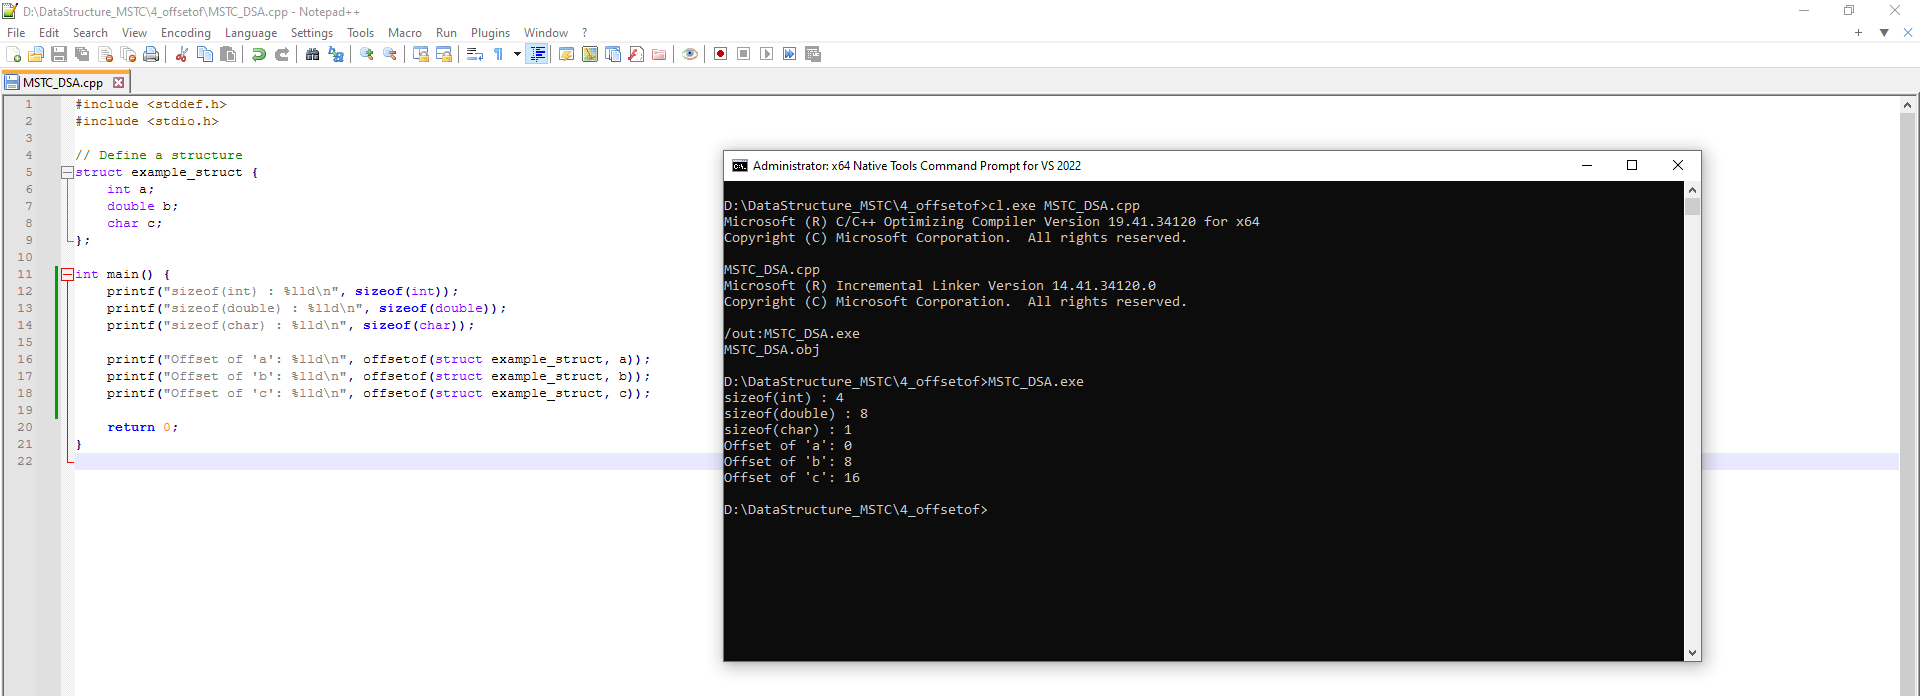 D:\DataStructure_MSTC\4_offsetof\MSTC_DSA.cpp - Notepad++
File Edit Search View Encoding Language Settings Tools Macro Run Plugins Window ?
MSTC_DSA.cpp
1 #include <stddef.h>
2 #include <stdio.h>
3
4 // Define a structure
5 struct example_struct {
6     int a;
7     double b;
8     char c;
9 };
10
11 int main() {
12     printf("sizeof(int) : %lld\n", sizeof(int));
13     printf("sizeof(double) : %lld\n", sizeof(double));
14     printf("sizeof(char) : %lld\n", sizeof(char));
15
16     printf("Offset of 'a': %lld\n", offsetof(struct example_struct, a));
17     printf("Offset of 'b': %lld\n", offsetof(struct example_struct, b));
18     printf("Offset of 'c': %lld\n", offsetof(struct example_struct, c));
19
20     return 0;
21 }
22
Administrator: x64 Native Tools Command Prompt for VS 2022
D:\DataStructure_MSTC\4_offsetof>cl.exe MSTC_DSA.cpp
Microsoft (R) C/C++ Optimizing Compiler Version 19.41.34120 for x64
Copyright (C) Microsoft Corporation.  All rights reserved.
MSTC_DSA.cpp
Microsoft (R) Incremental Linker Version 14.41.34120.0
Copyright (C) Microsoft Corporation.  All rights reserved.
/out:MSTC_DSA.exe
MSTC_DSA.obj
D:\DataStructure_MSTC\4_offsetof>MSTC_DSA.exe
sizeof(int) : 4
sizeof(double) : 8
sizeof(char) : 1
Offset of 'a': 0
Offset of 'b': 8
Offset of 'c': 16
D:\DataStructure_MSTC\4_offsetof>